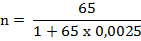 n = 65
1 + 65 x 0,0025